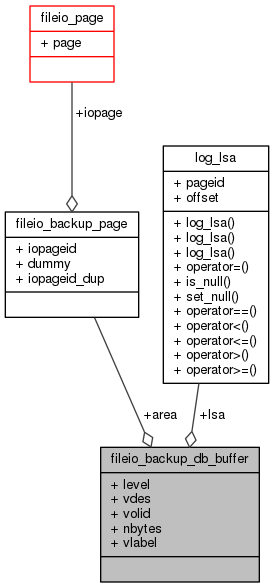 fileio_page
+ page
+iopage
fileio_backup_page
+ iopageid
+ dummy
+ iopageid_dup
log_lsa
+ pageid
+ offset
+ log_lsa()
+ log_lsa()
+ log_lsa()
+ operator=()
+ is_null()
+ set_null()
+ operator==()
+ operator<()
+ operator<=()
+ operator>()
+ operator>=()
+area
+lsa
fileio_backup_db_buffer
+ level
+ vdes
+ volid
+ nbytes
+ vlabel